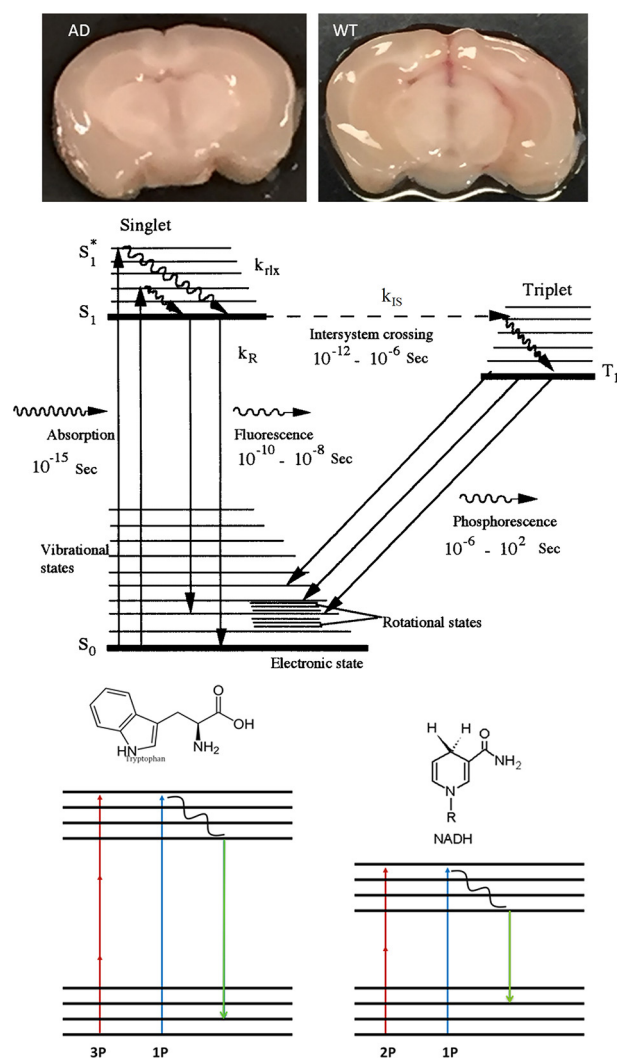 AD
WT
Singlet
S₁*
k_rlx
S₁
k_IS
Triplet
Intersystem crossing
10⁻¹² - 10⁻⁶ Sec
T₁
k_R
Absorption
10⁻¹⁵ Sec
Fluorescence
10⁻¹⁰ - 10⁻⁸ Sec
Phosphorescence
10⁻⁶ - 10² Sec
Vibrational
states
Rotational states
S₀
Electronic state
O
OH
NH₂
HN
Tryptophan
H H
O
NH₂
N
R
NADH
3P
1P
2P
1P